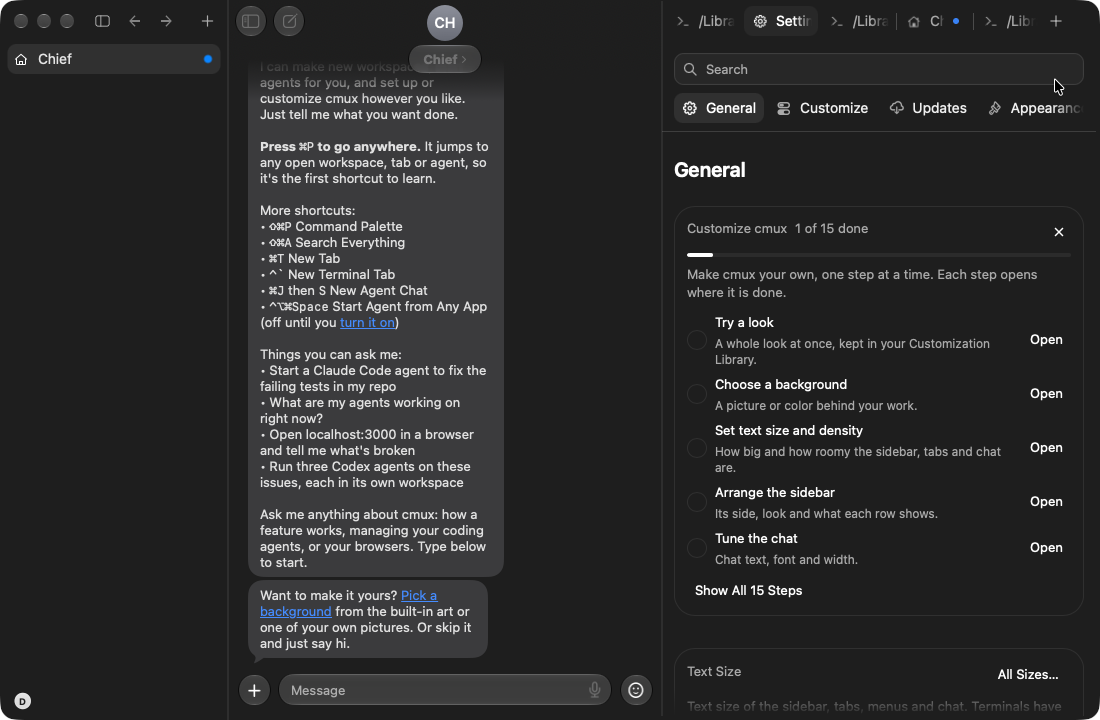 Chief
CH
Chief ›
I can make new workspac
agents for you, and set up or
customize cmux however you like.
Just tell me what you want done.
Press ⌘P to go anywhere. It jumps to
any open workspace, tab or agent, so
it's the first shortcut to learn.
More shortcuts:
• ⇧⌘P Command Palette
• ⇧⌘A Search Everything
• ⌘T New Tab
• ^` New Terminal Tab
• ⌘J then S New Agent Chat
• ^⌥⌘Space Start Agent from Any App
(off until you turn it on)
Things you can ask me:
• Start a Claude Code agent to fix the
failing tests in my repo
• What are my agents working on
right now?
• Open localhost:3000 in a browser
and tell me what's broken
• Run three Codex agents on these
issues, each in its own workspace
Ask me anything about cmux: how a
feature works, managing your coding
agents, or your browsers. Type below
to start.
Want to make it yours? Pick a
background from the built-in art or
one of your own pictures. Or skip it
and just say hi.
Message
D
/Libra Settin /Libra Ch /Libr
Search
General Customize Updates Appearanc
General
Customize cmux 1 of 15 done
Make cmux your own, one step at a time. Each step opens
where it is done.
Try a look
A whole look at once, kept in your Customization
Library.
Open
Choose a background
A picture or color behind your work.
Open
Set text size and density
How big and how roomy the sidebar, tabs and chat
are.
Open
Arrange the sidebar
Its side, look and what each row shows.
Open
Tune the chat
Chat text, font and width.
Open
Show All 15 Steps
Text Size
All Sizes...
Text size of the sidebar, tabs, menus and chat. Terminals have